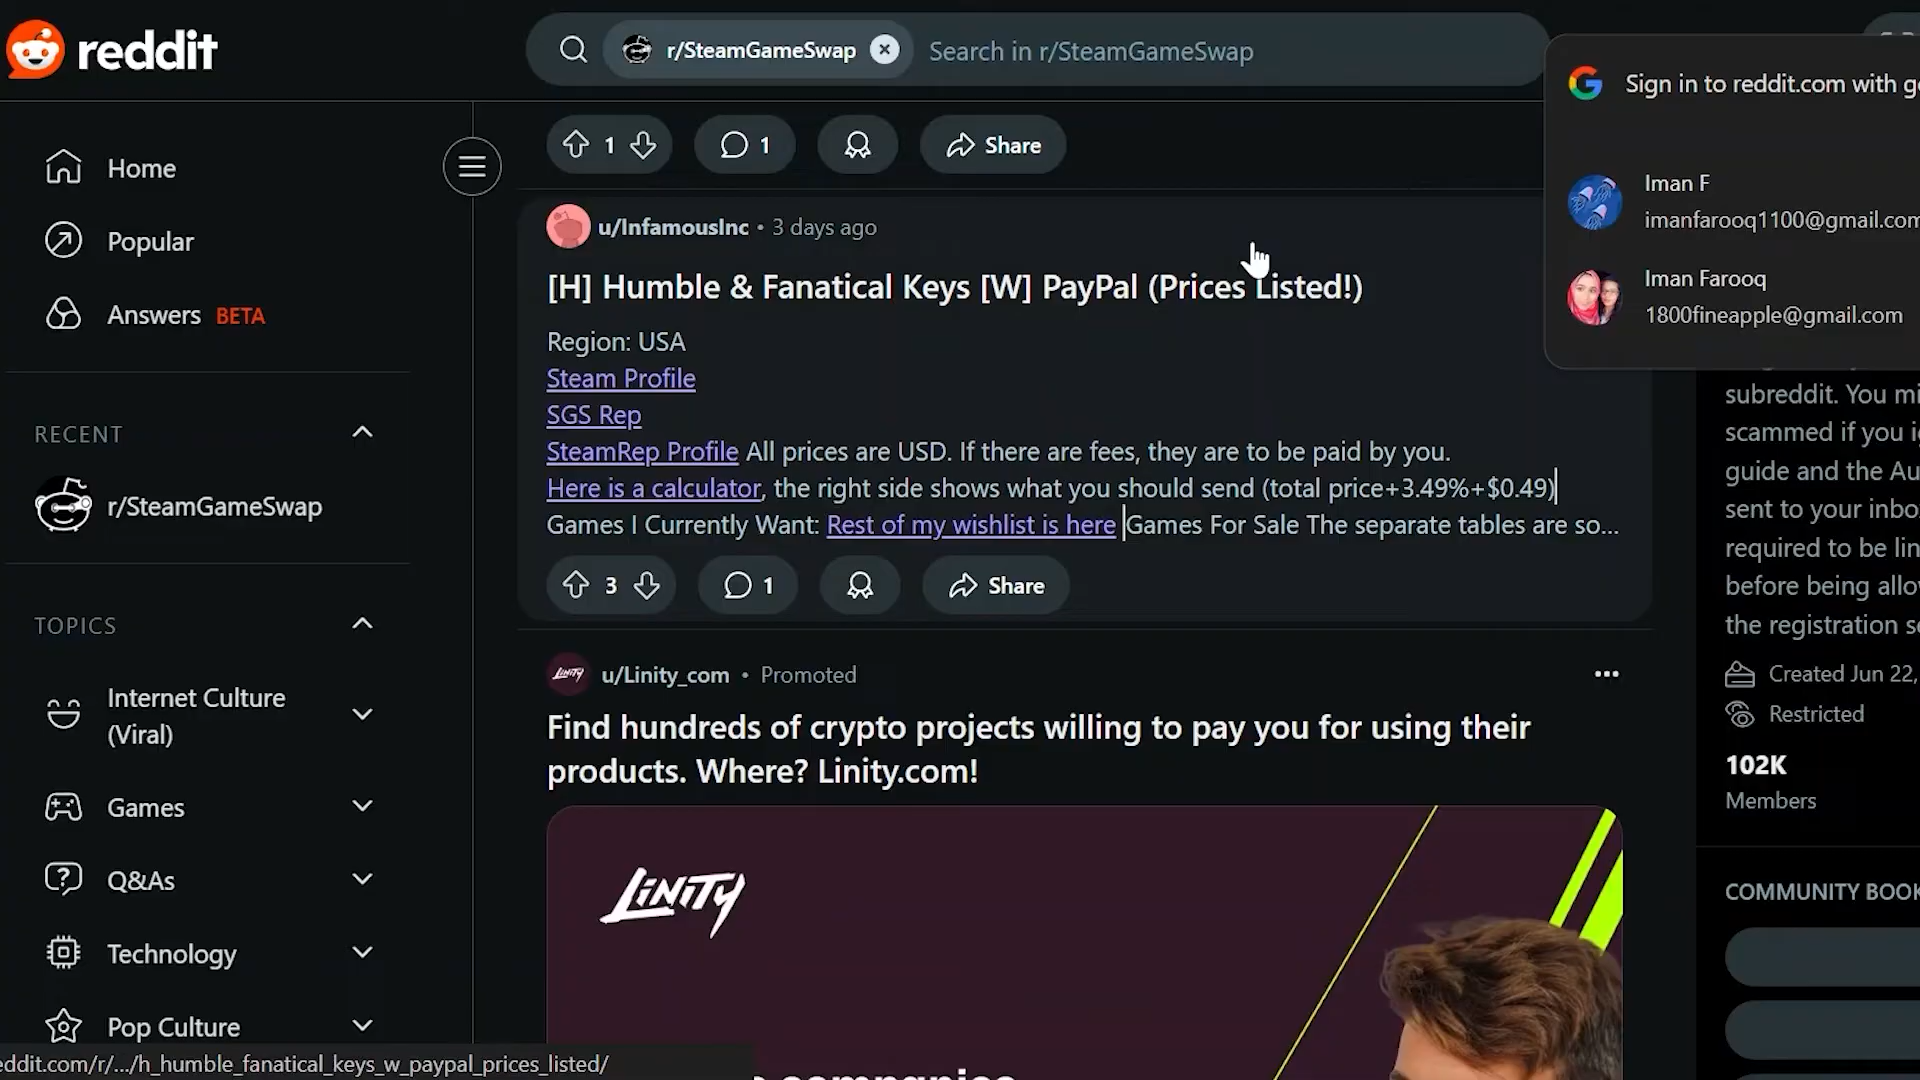 reddit
r/SteamGameSwap
Search in r/SteamGameSwap
Sign in to reddit.com with
Iman F
imanfarooq1100@gmail.com
Iman Farooq
1800fineapple@gmail.com
Home
Popular
Answers BETA
RECENT
r/SteamGameSwap
TOPICS
Internet Culture
(Viral)
Games
Q&As
Technology
Pop Culture
1
1
Share
u/InfamousInc • 3 days ago
[H] Humble & Fanatical Keys [W] PayPal (Prices Listed!)
Region: USA
Steam Profile
SGS Rep
SteamRep Profile All prices are USD. If there are fees, they are to be paid by you.
Here is a calculator, the right side shows what you should send (total price+3.49%+$0.49)
Games I Currently Want: Rest of my wishlist is here Games For Sale The separate tables are so...
3
1
Share
u/Linity_com • Promoted
Find hundreds of crypto projects willing to pay you for using their
products. Where? Linity.com!
LINITY
subreddit. You
scammed if you
guide and the
sent to your
required to be
before being
the registration
Created Jun 22,
Restricted
102K
Members
COMMUNITY
eddit.com/r/.../h_humble_fanatical_keys_w_paypal_prices_listed/